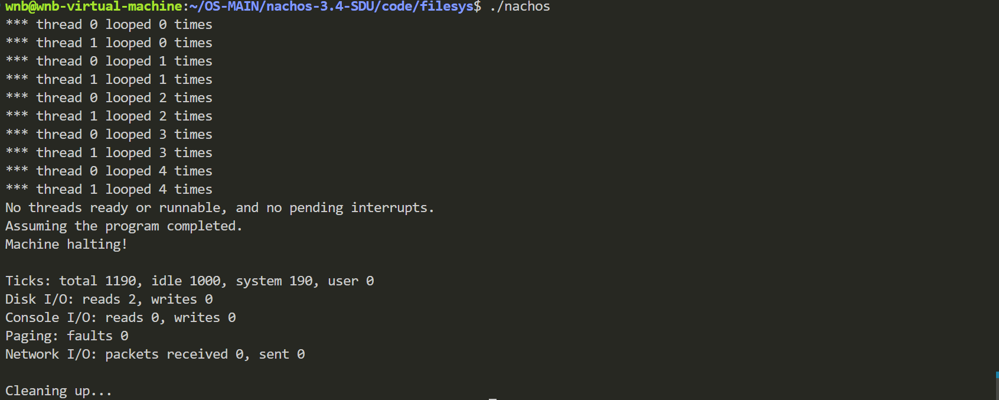 wnb@wnb-virtual-machine:~/OS-MAIN/nachos-3.4-SDU/code/filesys$ ./nachos
*** thread 0 looped 0 times
*** thread 1 looped 0 times
*** thread 0 looped 1 times
*** thread 1 looped 1 times
*** thread 0 looped 2 times
*** thread 1 looped 2 times
*** thread 0 looped 3 times
*** thread 1 looped 3 times
*** thread 0 looped 4 times
*** thread 1 looped 4 times
No threads ready or runnable, and no pending interrupts.
Assuming the program completed.
Machine halting!

Ticks: total 1190, idle 1000, system 190, user 0
Disk I/O: reads 2, writes 0
Console I/O: reads 0, writes 0
Paging: faults 0
Network I/O: packets received 0, sent 0

Cleaning up...